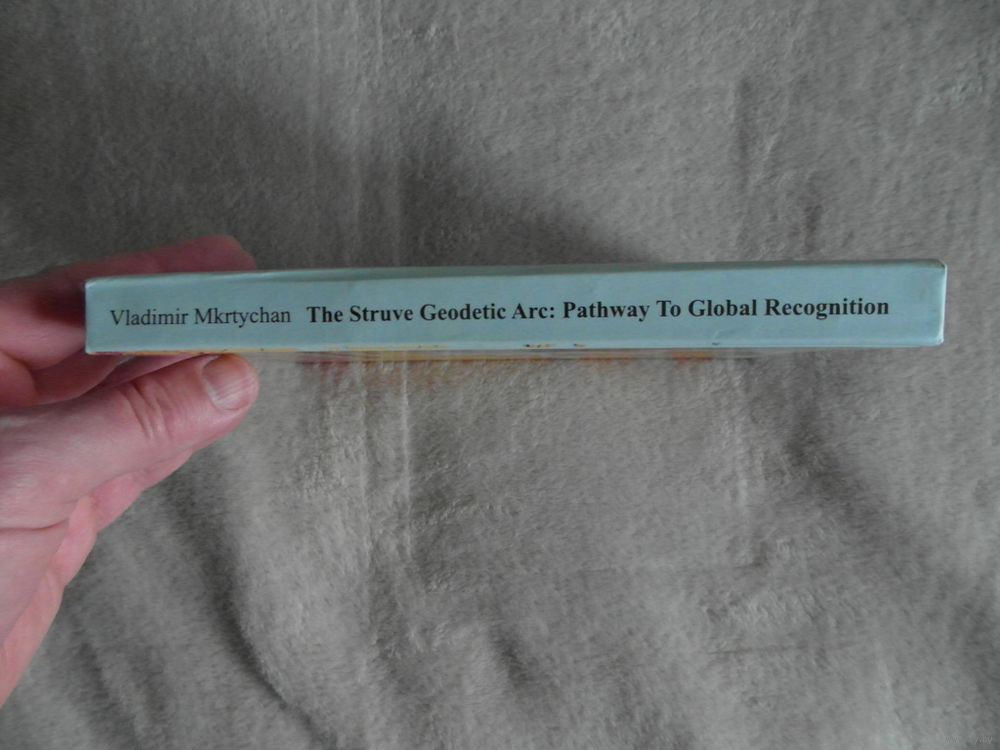 Vladimir Mkrtychan The Struve Geodetic Arc: Pathway To Global Recognition